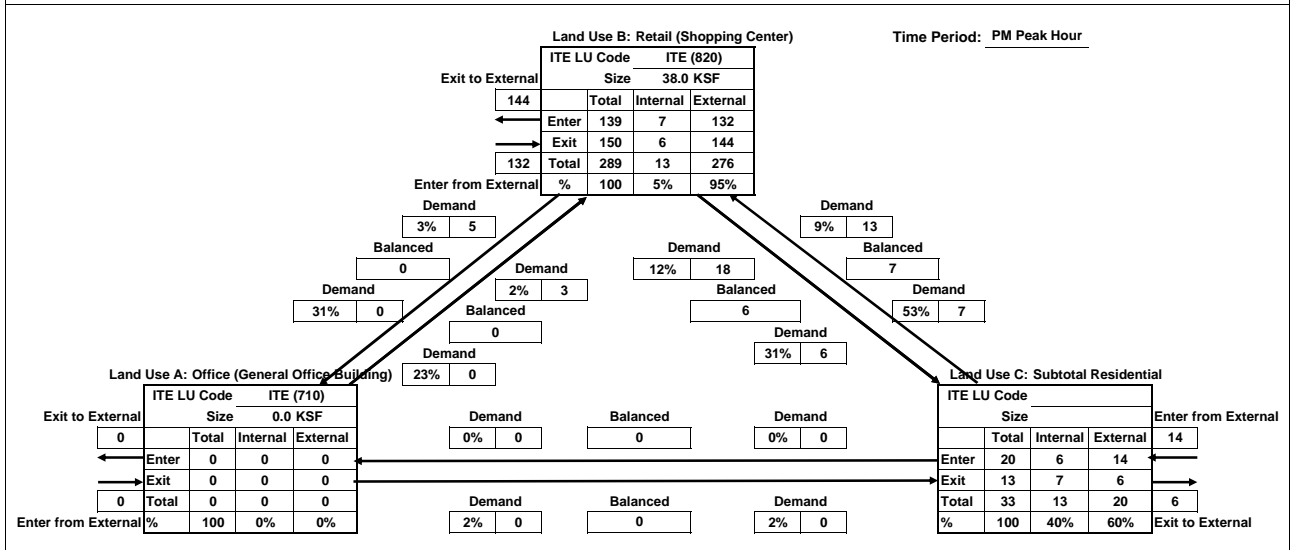 Land Use B: Retail (Shopping Center)
Time Period: PM Peak Hour
ITE LU Code ITE (820)
Exit to External Size 38.0 KSF
144 Total Internal External
Enter 139 7 132
Exit 150 6 144
132 Total 289 13 276
Enter from External % 100 5% 95%
Demand Demand
3% 5 9% 13
Balanced Demand Balanced
0 12% 18 7
Demand
2% 3
Demand Balanced Demand
31% 0 6 53% 7
Balanced
0
Demand
31% 6
Demand
23% 0
Land Use A: Office (General Office Building)
Land Use C: Subtotal Residential
ITE LU Code ITE (710)
Exit to External Size 0.0 KSF
0 Total Internal External
Enter 0 0 0
Exit 0 0 0
0 Total 0 0 0
Enter from External % 100 0% 0%
Demand Balanced Demand
0% 0 0 0% 0
Demand Balanced Demand
2% 0 0 2% 0
ITE LU Code
Size Enter from External
Total Internal External 14
Enter 20 6 14
Exit 13 7 6
Total 33 13 20 6
% 100 40% 60% Exit to External